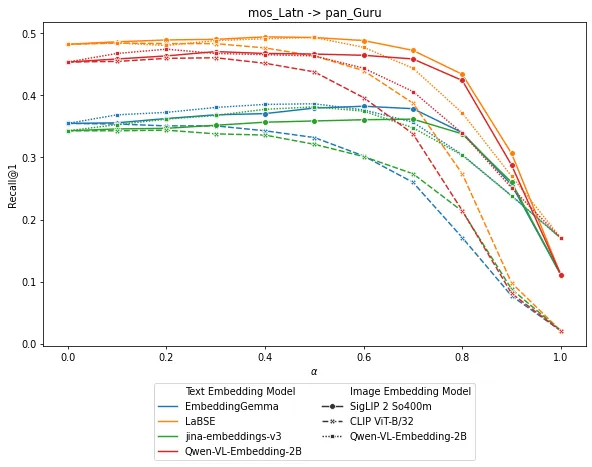 mos_Latn -> pan_Guru
Recall@1
0.5
0.4
0.3
0.2
0.1
0.0
0.0 0.2 0.4 0.6 0.8 1.0
α
Text Embedding Model
EmbeddingGemma
LaBSE
jina-embeddings-v3
Qwen-VL-Embedding-2B
Image Embedding Model
SigLIP 2 So400m
CLIP ViT-B/32
Qwen-VL-Embedding-2B